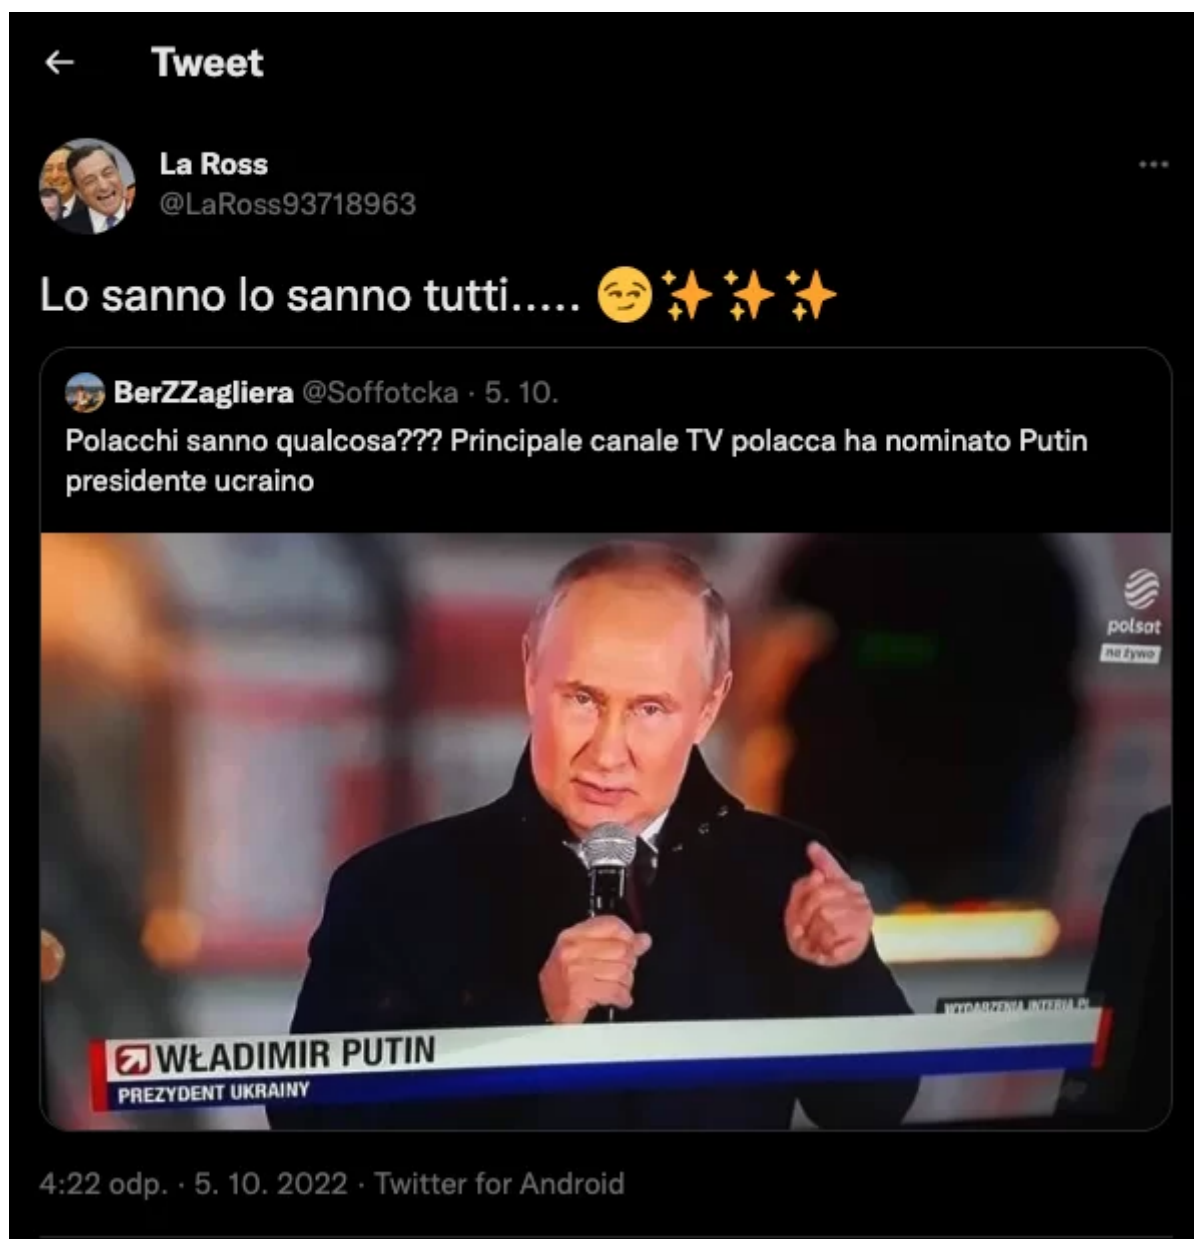 Tweet
La Ross
@LaRoss93718963
Lo sanno lo sanno tutti.....
BerZZagliera @Soffotcka · 5. 10.
Polacchi sanno qualcosa??? Principale canale TV polacca ha nominato Putin
presidente ucraino
polsat
na żywo
WYDARZENIA.INTERIA.PL
WŁADIMIR PUTIN
PREZYDENT UKRAINY
4:22 odp. · 5. 10. 2022 · Twitter for Android